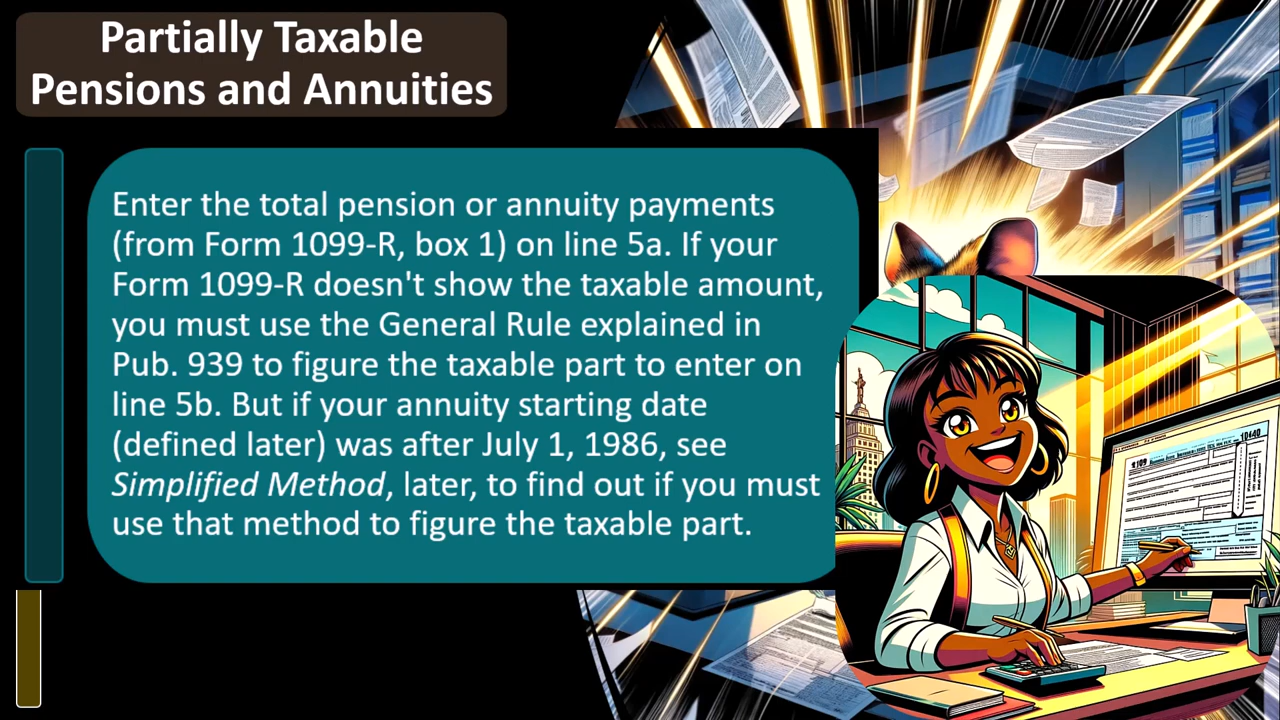 Partially Taxable
Pensions and Annuities
Enter the total pension or annuity payments
(from Form 1099-R, box 1) on line 5a. If your
Form 1099-R doesn't show the taxable amount,
you must use the General Rule explained in
Pub. 939 to figure the taxable part to enter on
line 5b. But if your annuity starting date
(defined later) was after July 1, 1986, see
Simplified Method, later, to find out if you must
use that method to figure the taxable part.